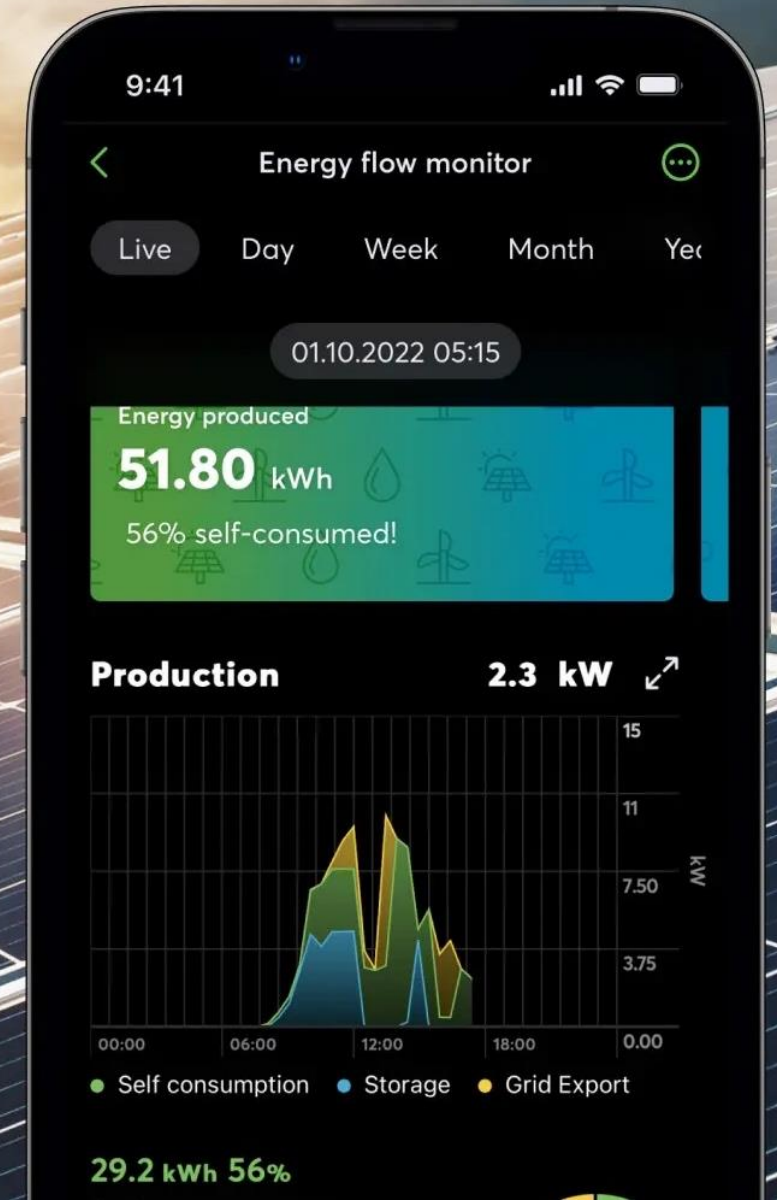 9:41
Energy flow monitor
Live Day Week Month
01.10.2022 05:15
Energy produced
51.80 kWh
56% self-consumed!
Production 2.3 kW
15
11
7.50
kW
3.75
0.00
00:00 06:00 12:00 18:00
Self consumption Storage Grid Export
29.2 kWh 56%